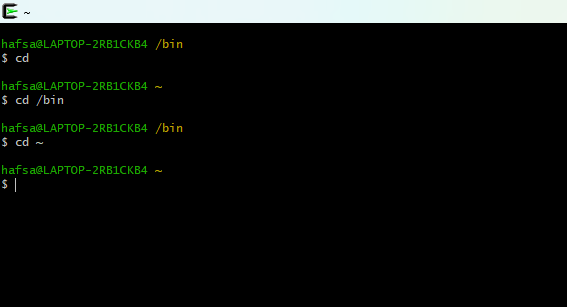 ~
hafsa@LAPTOP-2RB1CKB4 /bin
$ cd
hafsa@LAPTOP-2RB1CKB4 ~
$ cd /bin
hafsa@LAPTOP-2RB1CKB4 /bin
$ cd ~
hafsa@LAPTOP-2RB1CKB4 ~
$